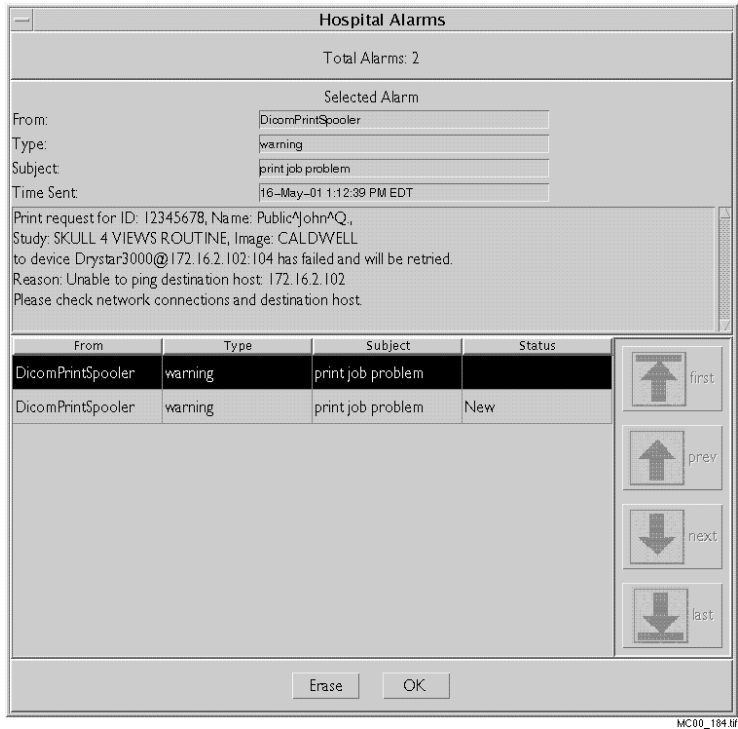 Hospital Alarms
Total Alarms: 2
Selected Alarm
From: DicomPrintSpooler
Type: warning
Subject: print job problem
Time Sent: 16-May-01 1:12:39 PM EDT
Print request for ID: 12345678, Name: Public^John^Q.,
Study: SKULL 4 VIEWS ROUTINE, Image: CALDWELL
to device Drystar3000@172.16.2.102:104 has failed and will be retried.
Reason: Unable to ping destination host: 172.16.2.102
Please check network connections and destination host.
From Type Subject Status
DicomPrintSpooler warning print job problem
DicomPrintSpooler warning print job problem New
first
prev
next
last
Erase OK
MC00_184.tif